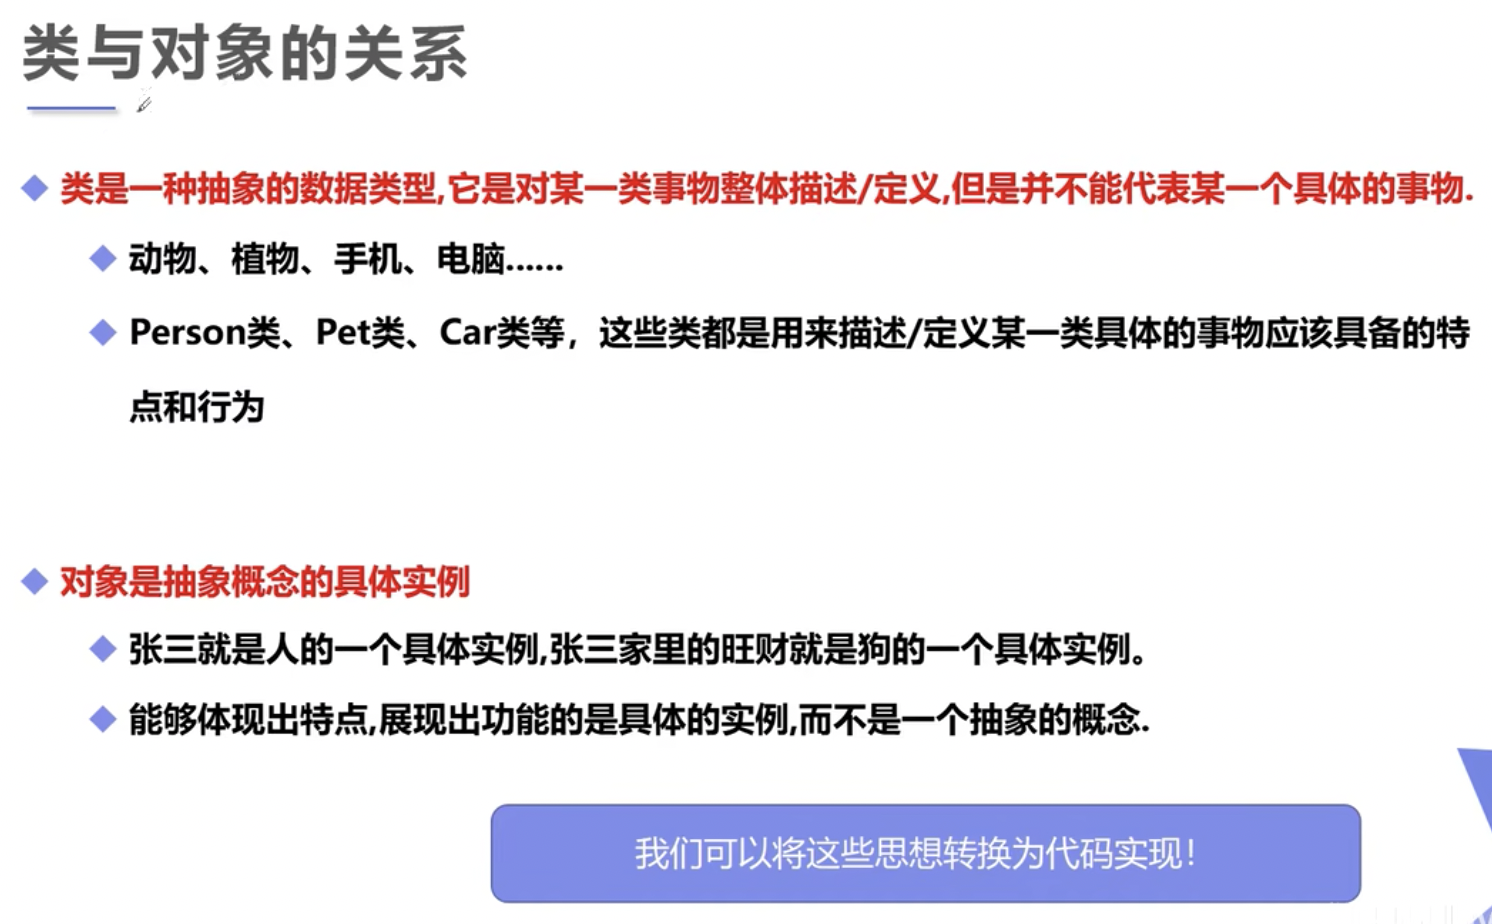 类与对象的关系
类是一种抽象的数据类型,它是对某一类事物整体描述/定义,但是并不能代表某一个具体的事物.
动物、植物、手机、电脑......
Person类、Pet类、Car类等，这些类都是用来描述/定义某一类具体的事物应该具备的特
点和行为
对象是抽象概念的具体实例
张三就是人的一个具体实例,张三家里的旺财就是狗的一个具体实例。
能够体现出特点,展现出功能的是具体的实例,而不是一个抽象的概念.
我们可以将这些思想转换为代码实现！